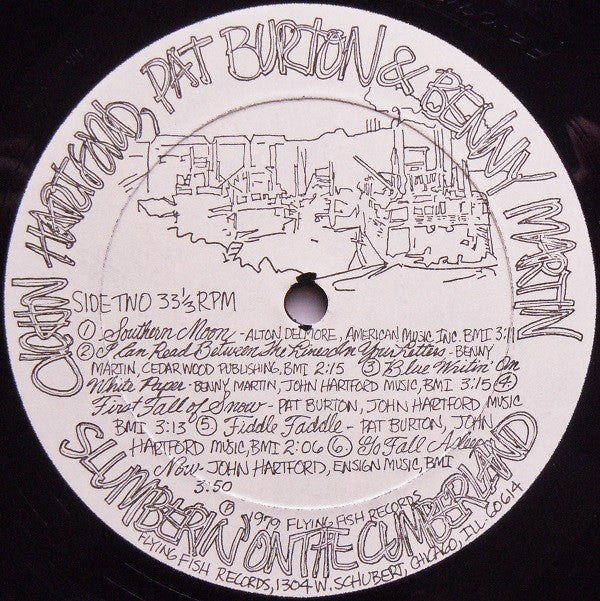 JOHN HARTFORD, PAT BURTON & BENNY MARTIN
SIDE TWO 33 1/3 RPM
① Southern Moon - ALTON DELMORE, AMERICAN MUSIC INC. BMI 3:11
② I Can Read Between The Lines In Your Letters - BENNY
MARTIN, CEDARWOOD PUBLISHING, BMI 2:15 ③ Blue Writin' On
White Paper - BENNY MARTIN, JOHN HARTFORD MUSIC, BMI 3:15 ④
First Fall of Snow - PAT BURTON, JOHN HARTFORD MUSIC
BMI 3:13 ⑤ Fiddle Faddle - PAT BURTON, JOHN
HARTFORD MUSIC, BMI 2:06 ⑥ Go Fall Asleep
Now JOHN HARTFORD, ENSIGN MUSIC, BMI
3:50
SLUMBERIN' ON THE CUMBERLAND
Ⓟ 1979 FLYING FISH RECORDS
FLYING FISH RECORDS, 1304 W. SCHUBERT, CHICAGO, ILL. 60614